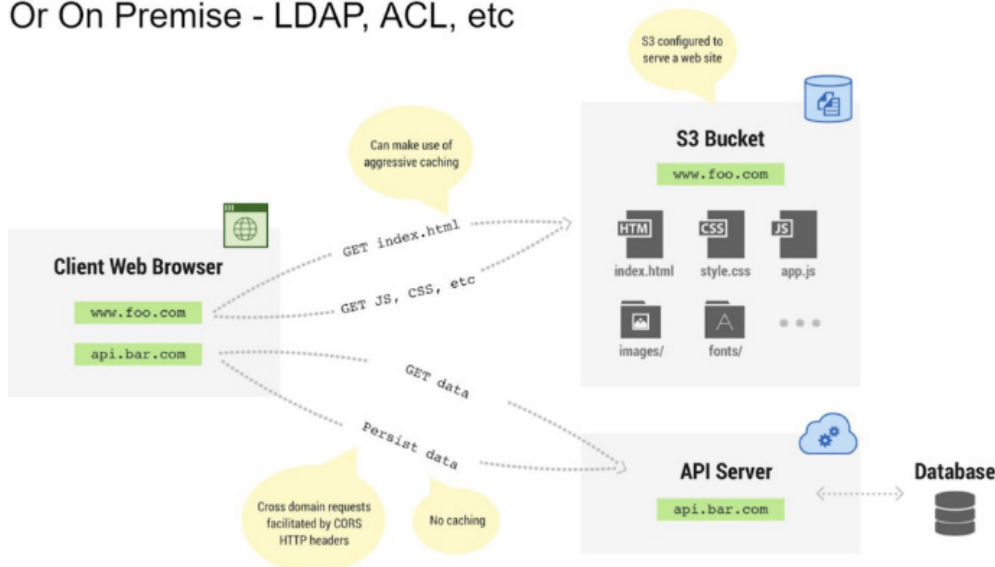 Or On Premise - LDAP, ACL, etc
S3 configured to
serve a web site
Can make use of
aggressive caching
S3 Bucket
www.foo.com
HTM
CSS
JS
index.html
style.css
app.js
A
images/
fonts/
Client Web Browser
www.foo.com
api.bar.com
GET index.html
GET JS, CSS, etc
GET data
Persist data
Cross domain requests
facilitated by CORS
HTTP headers
No caching
API Server
api.bar.com
Database